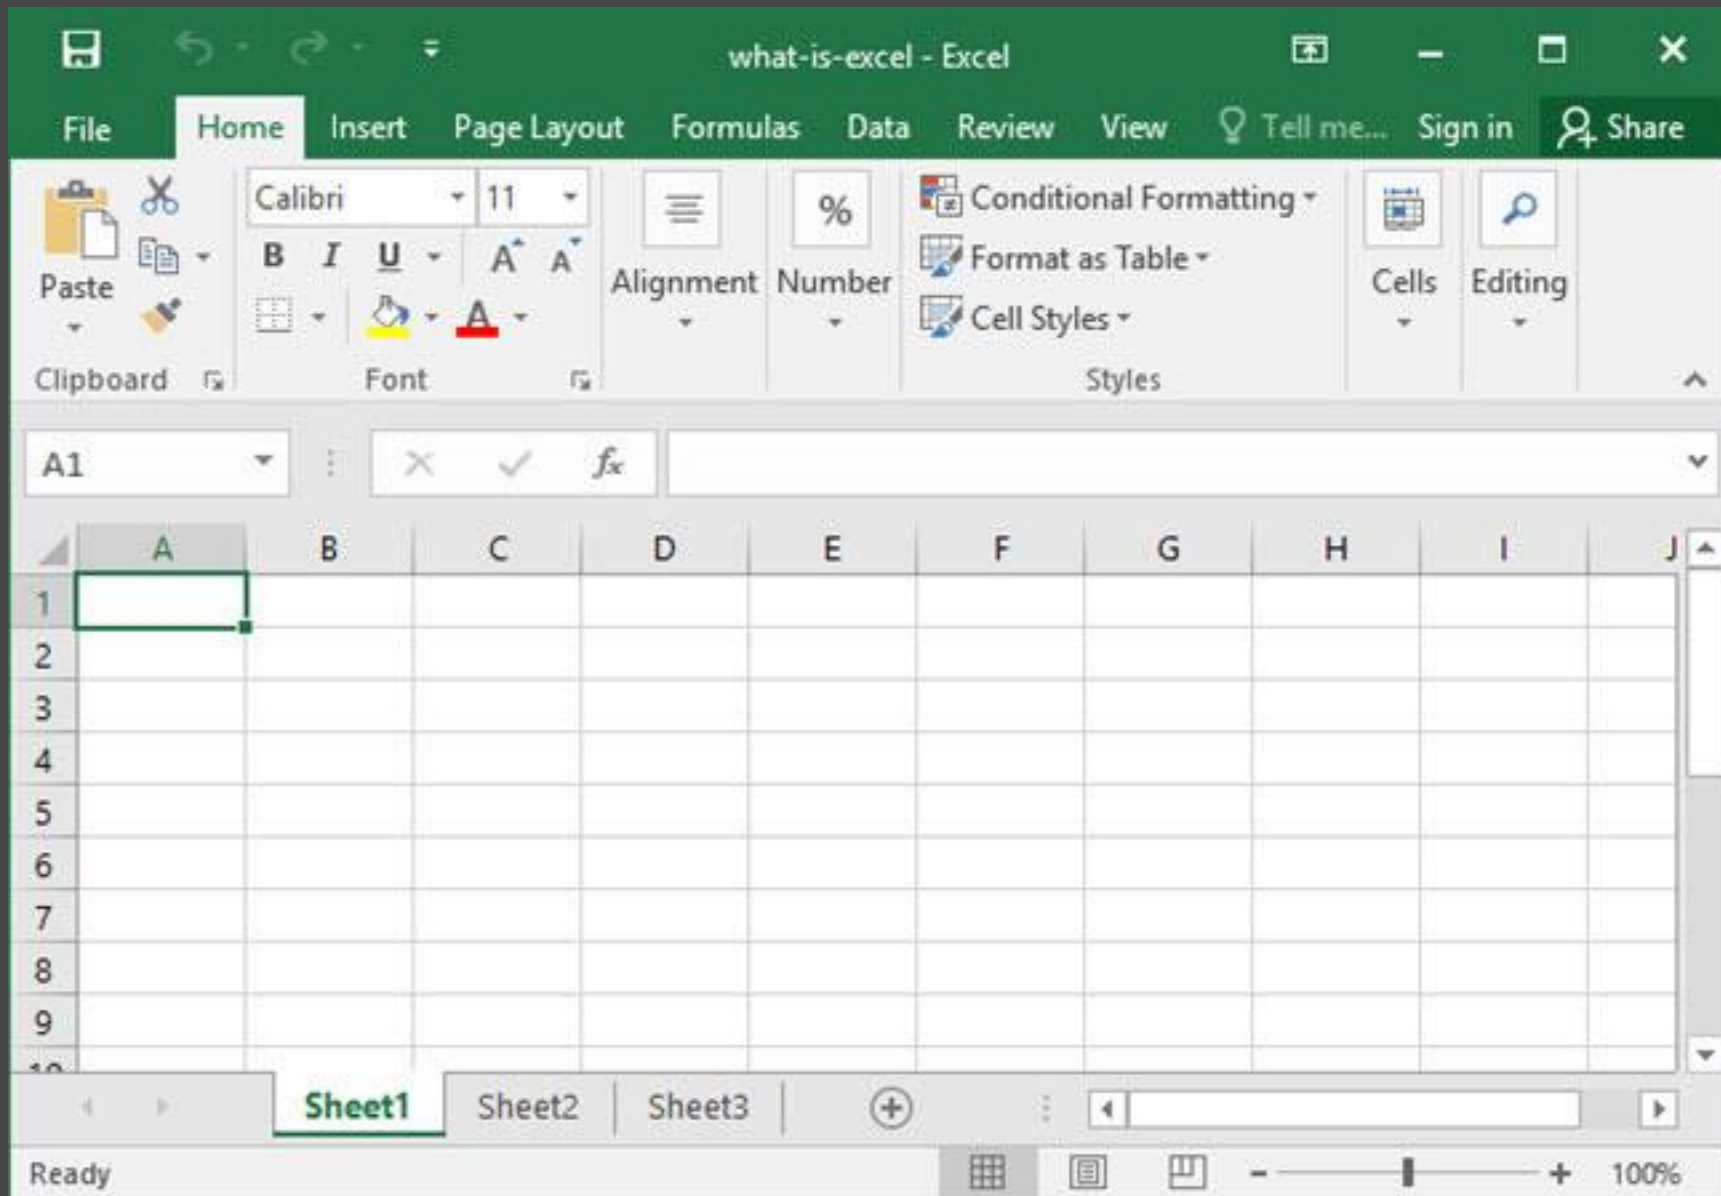 what-is-excel - Excel
File Home Insert Page Layout Formulas Data Review View Tell me... Sign in Share
Calibri 11
% Conditional Formatting
B I U A A
Format as Table
Paste Alignment Number Cells Editing
A Cell Styles
Clipboard Font Styles
A1 fx
A B C D E F G H I J
1
2
3
4
5
6
7
8
9
10
Sheet1 Sheet2 Sheet3
Ready 100%